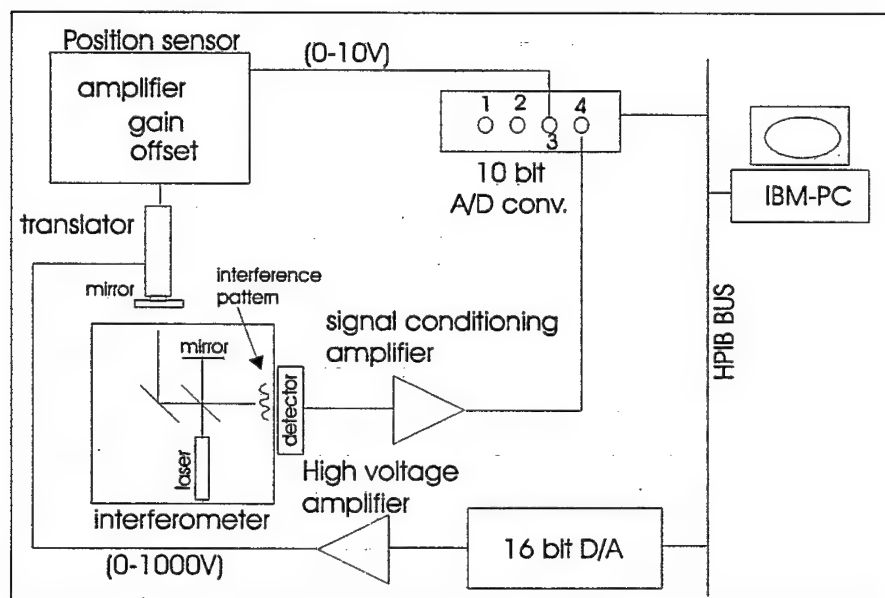 Position sensor
(0-10V)
amplifier
gain
offset
1 2 4
3
10 bit
A/D conv.
IBM-PC
translator
mirror
interference
pattern
signal conditioning
amplifier
HPIB BUS
mirror
detector
laser
High voltage
amplifier
interferometer
16 bit D/A
(0-1000V)